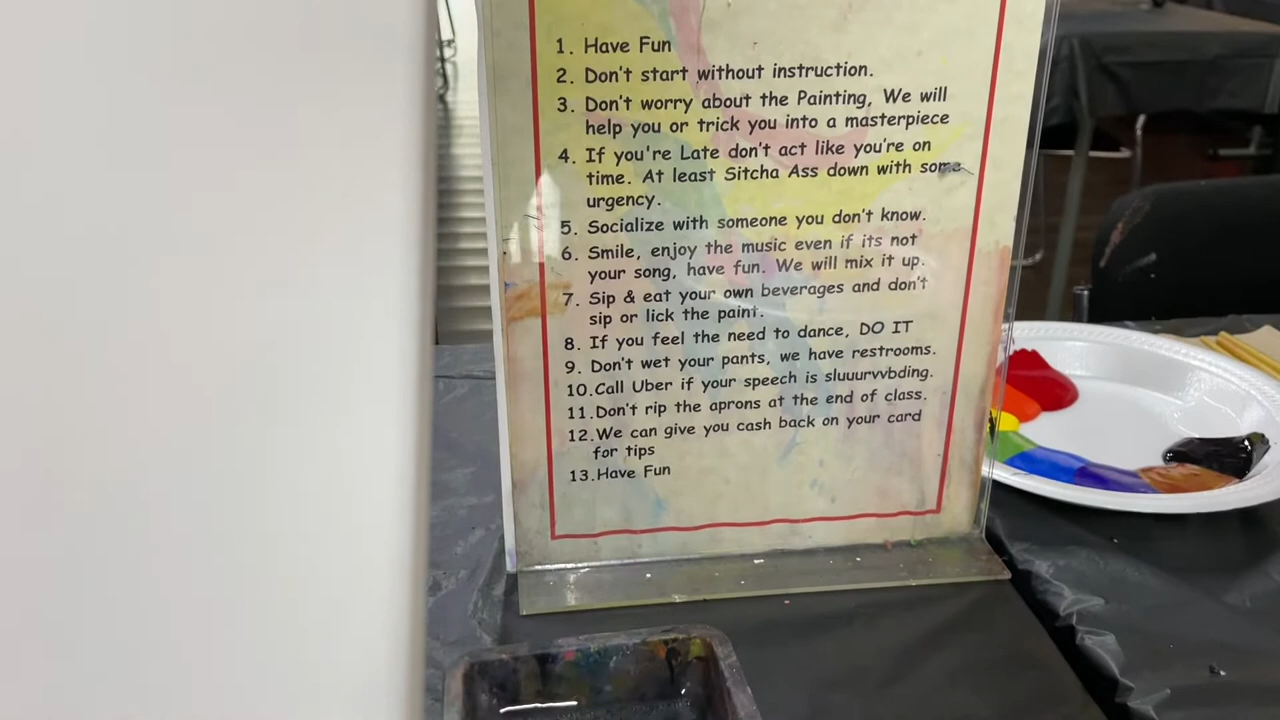 1. Have Fun
2. Don't start without instruction.
3. Don't worry about the Painting, We will
help you or trick you into a masterpiece
4. If you're Late don't act like you're on
time. At least Sitcha Ass down with some
urgency.
5. Socialize with someone you don't know.
6. Smile, enjoy the music even if its not
your song, have fun. We will mix it up.
7. Sip & eat your own beverages and don't
sip or lick the paint.
8. If you feel the need to dance, DO IT
9. Don't wet your pants, we have restrooms.
10.Call Uber if your speech is sluuurvvbding.
11.Don't rip the aprons at the end of class.
12.We can give you cash back on your card
for tips
13.Have Fun